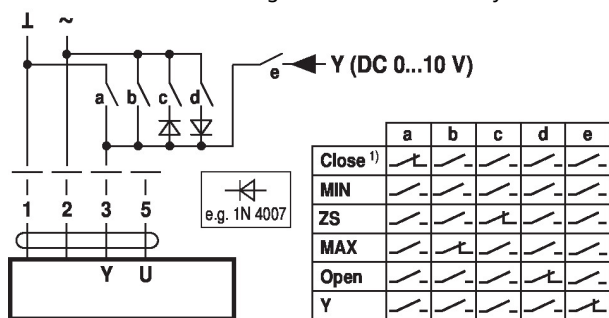 ⊥ ~
a b c d e Y (DC 0...10 V)
1 2 3 5
e.g. 1N 4007
Y U
a b c d e
Close 1)
MIN
ZS
MAX
Open
Y